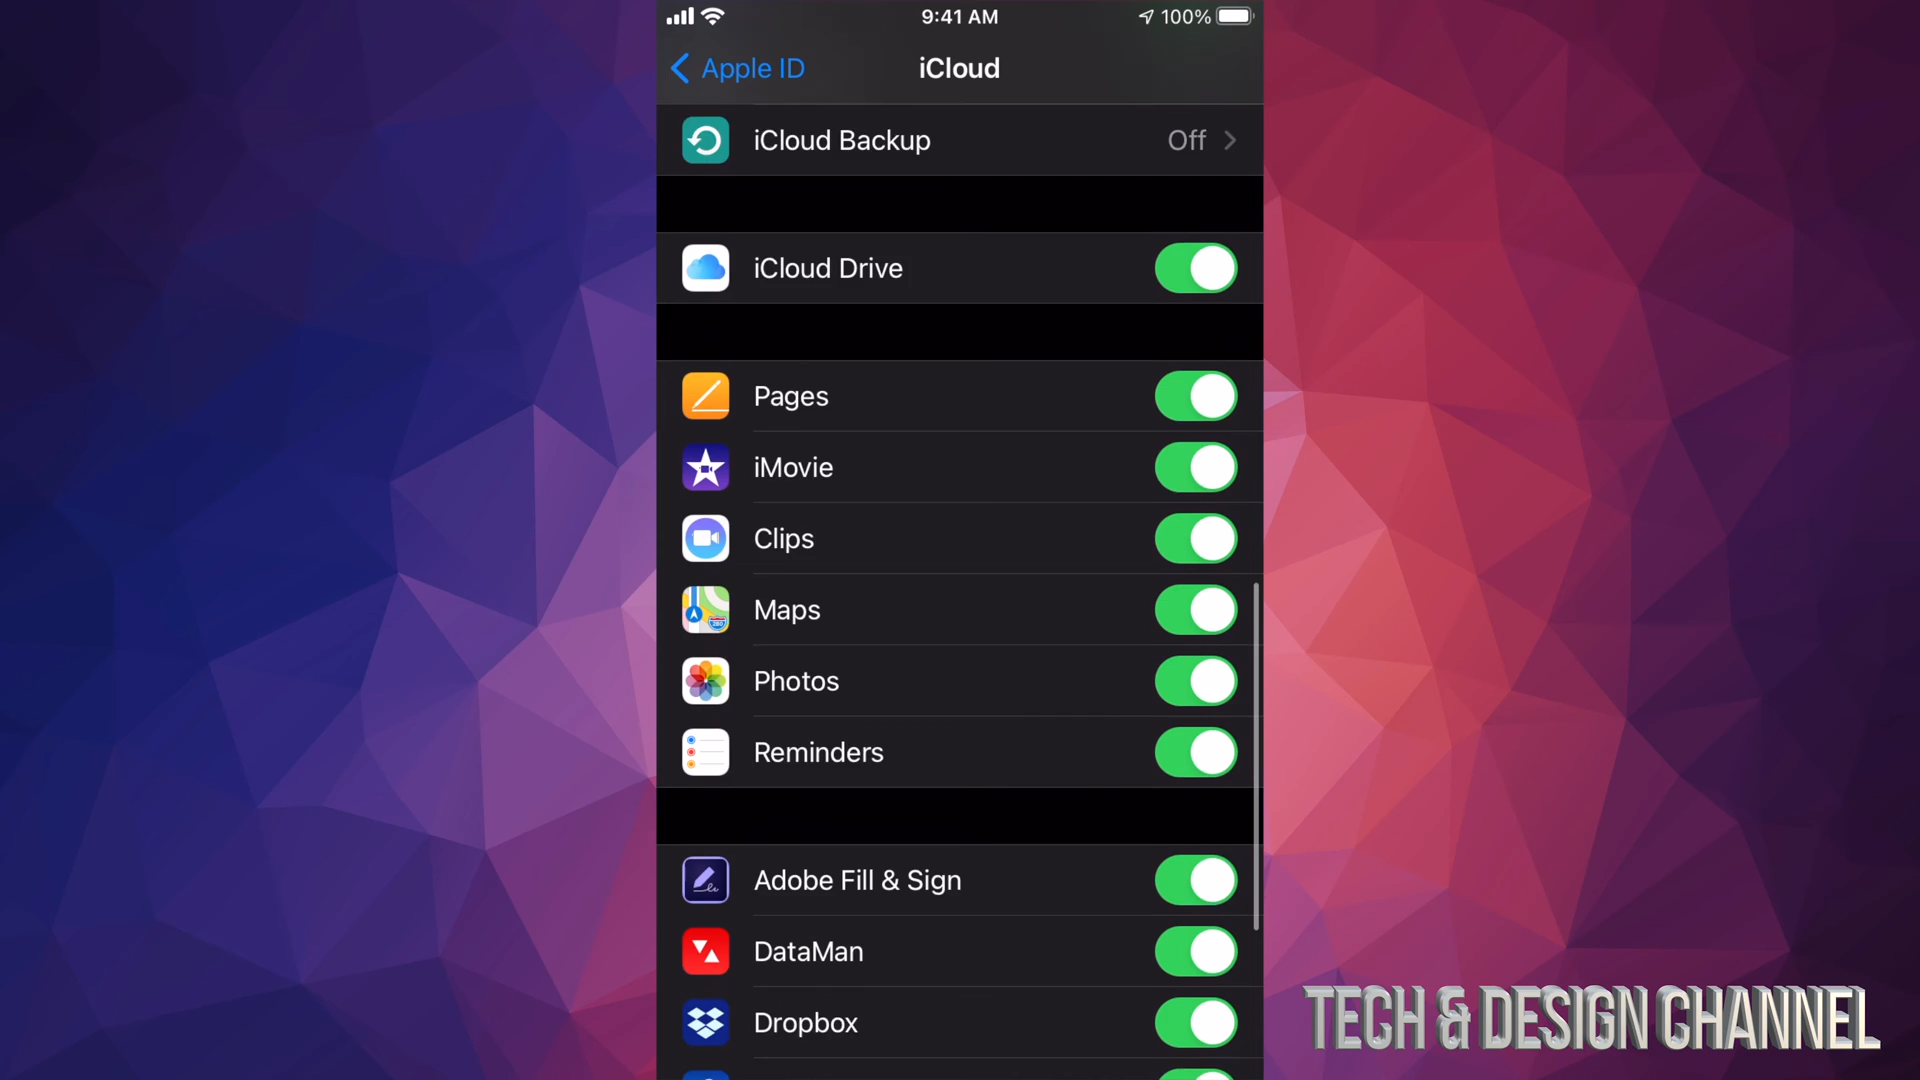 9:41 AM
100%
Apple ID
iCloud
iCloud Backup
Off
iCloud Drive
Pages
iMovie
Clips
Maps
280
Photos
Reminders
Adobe Fill & Sign
DataMan
Dropbox
TECH & DESIGN CHANNEL